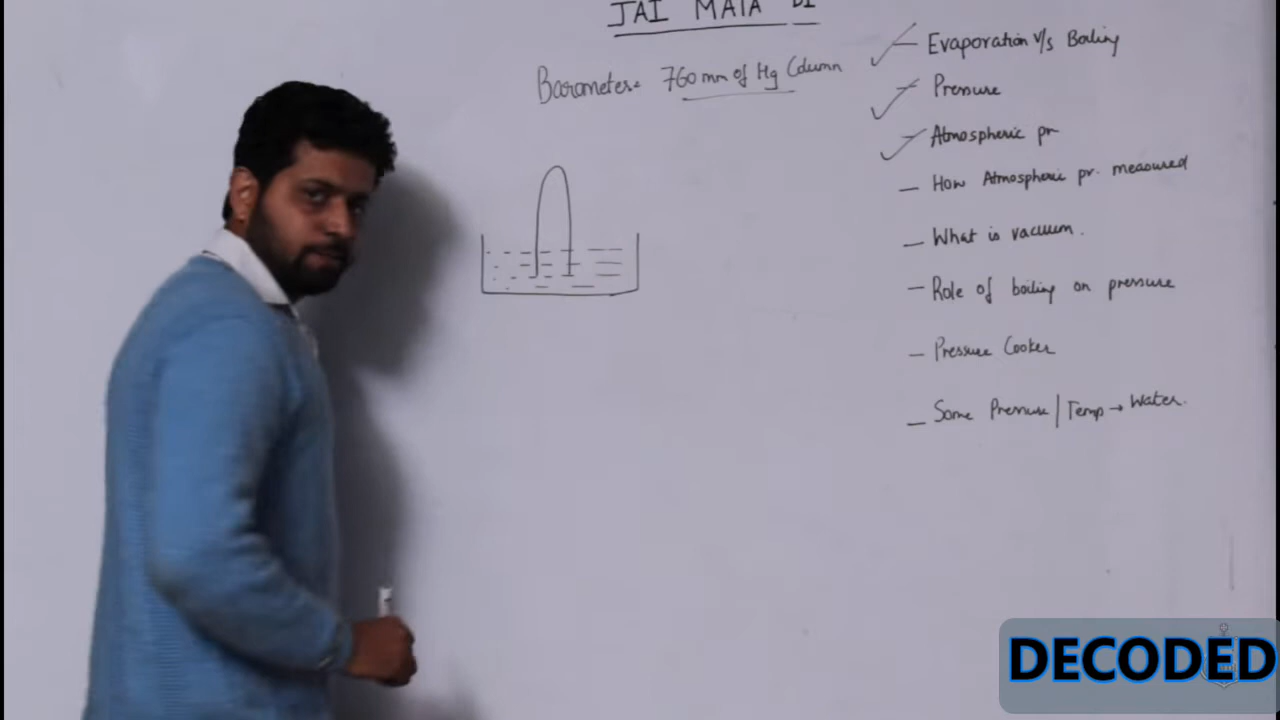 JAI MATA DI
Barometer = 760 mm of Hg Column
— Evaporation v/s Boiling
— Pressure
— Atmospheric pr
— How Atmospheric pr. measured
— What is vacuum.
— Role of boiling on pressure
— Pressure Cooker
— Some Pressure | Temp → Water.
DECODED